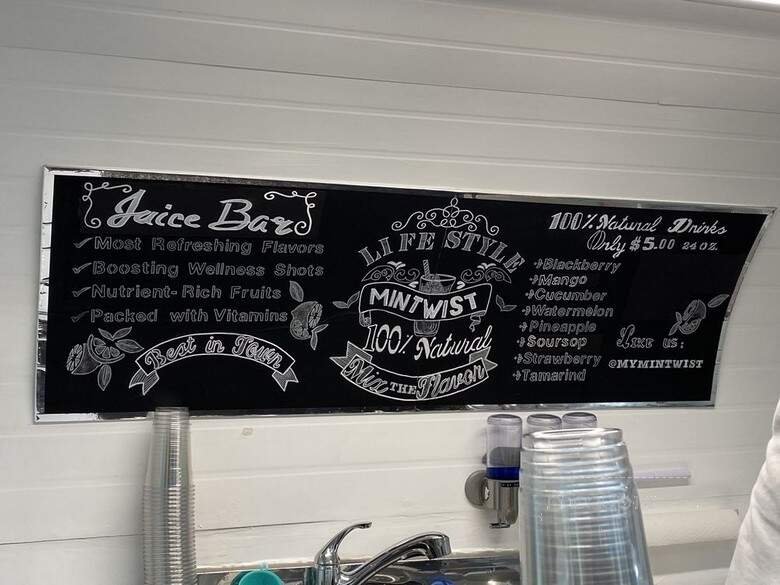 Juice Bar
Most Refreshing Flavors
Boosting Wellness Shots
Nutrient-Rich Fruits
Packed with Vitamins
Best in Town
LIFE STYLE
MINTWIST
100% Natural
Mix THE Flavor
100% Natural Drinks
Only $5.00 24 OZ.
Blackberry
Mango
Cucumber
Watermelon
Pineapple
Soursop
Strawberry
Tamarind
Like us:
@MYMINTWIST